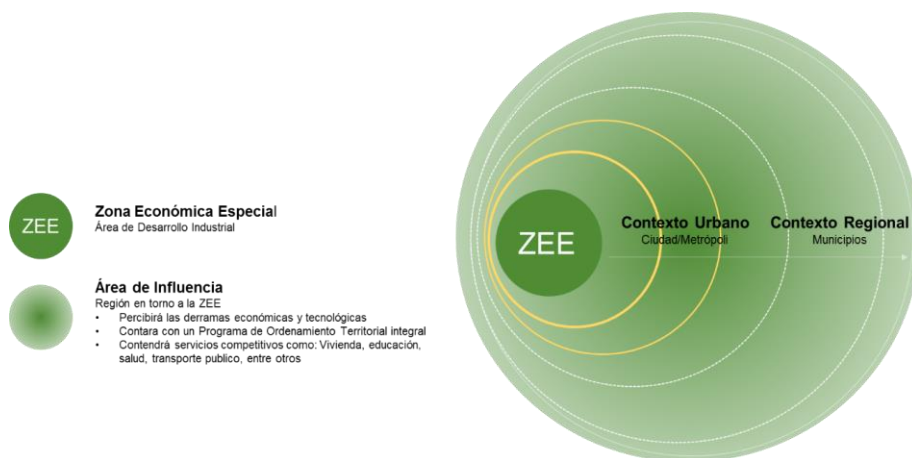 ZEE
Zona Económica Especial
Área de Desarrollo Industrial
Área de Influencia
Región en torno a la ZEE
• Percibirá las derramas económicas y tecnológicas
• Contara con un Programa de Ordenamiento Territorial integral
• Contendrá servicios competitivos como: Vivienda, educación,
salud, transporte publico, entre otros
ZEE
Contexto Urbano
Ciudad/Metrópoli
Contexto Regional
Municipios